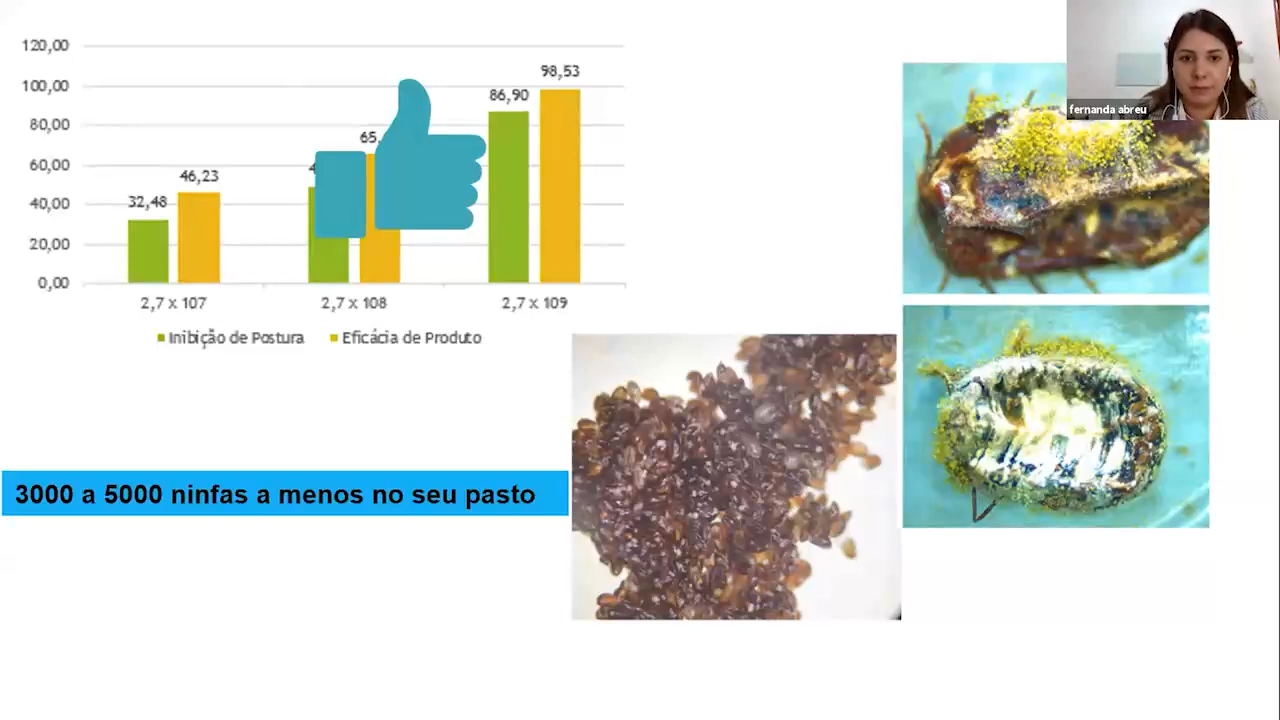 120,00
100,00
80,00
60,00
40,00
20,00
0,00
32,48
46,23
86,90
98,53
2,7 x 107
2,7 x 108
2,7 x 109
Inibição de Postura
Eficácia de Produto
3000 a 5000 ninfas a menos no seu pasto
fernanda abreu